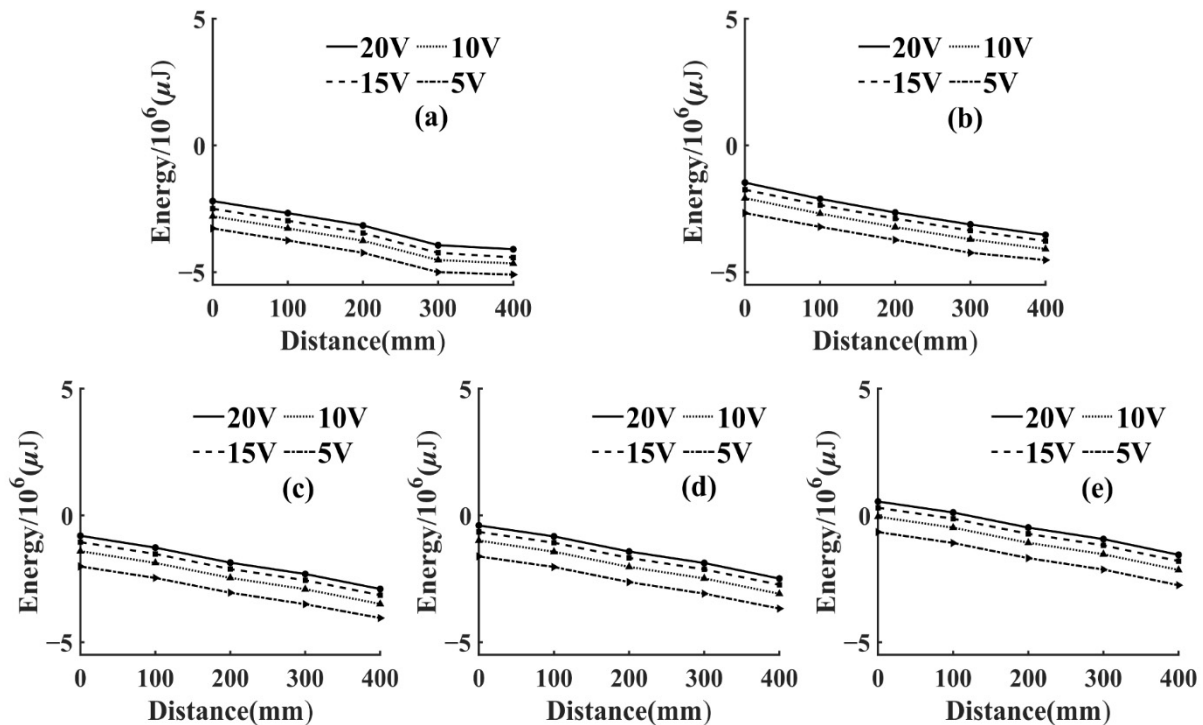 5
20V 10V
15V 5V
(a)
0
−5
Energy/10⁶(μJ)
0 100 200 300 400
Distance(mm)
5
20V 10V
15V 5V
(b)
0
−5
Energy/10⁶(μJ)
0 100 200 300 400
Distance(mm)
5
20V 10V
15V 5V
(c)
0
−5
Energy/10⁶(μJ)
0 100 200 300 400
Distance(mm)
5
20V 10V
15V 5V
(d)
0
−5
Energy/10⁶(μJ)
0 100 200 300 400
Distance(mm)
5
20V 10V
15V 5V
(e)
0
−5
Energy/10⁶(μJ)
0 100 200 300 400
Distance(mm)